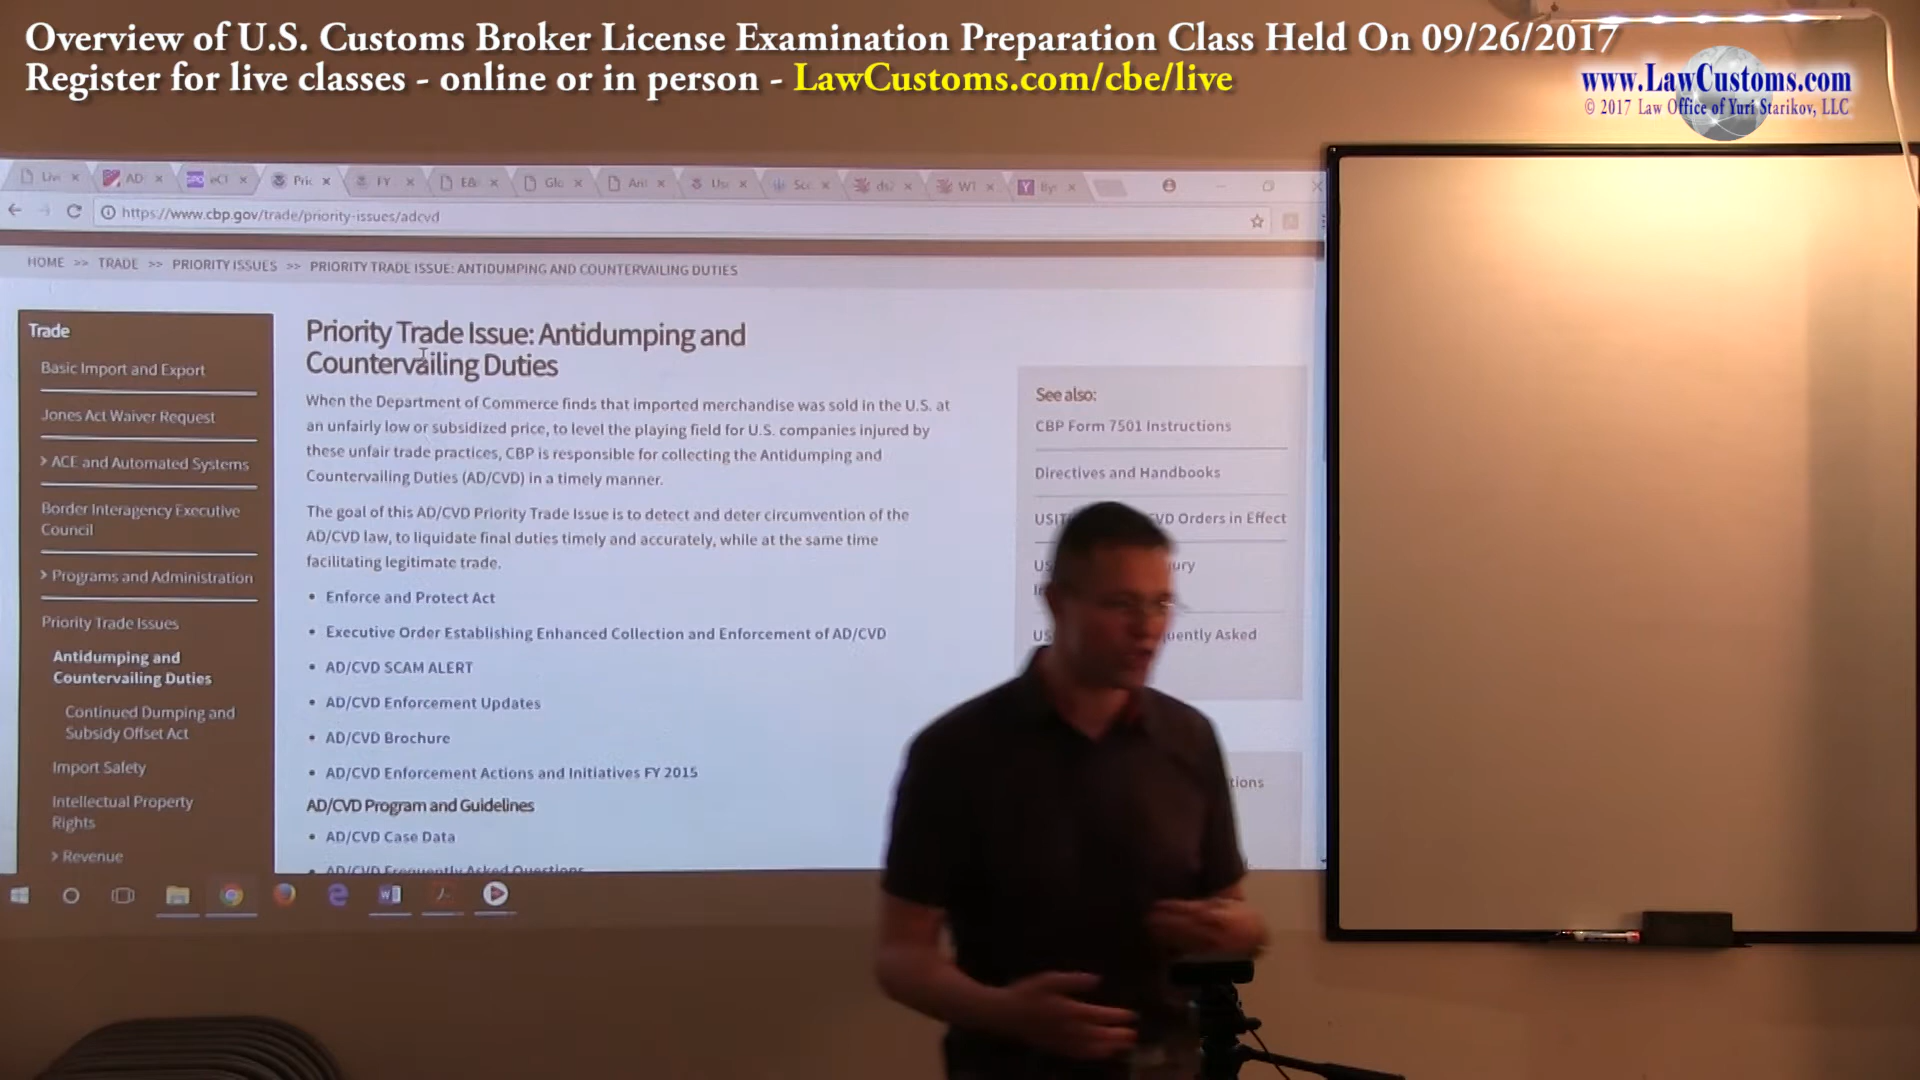 Overview of U.S. Customs Broker License Examination Preparation Class Held On 09/26/2017
Register for live classes - online or in person - LawCustoms.com/cbe/live
www.LawCustoms.com
© 2017 Law Office of Yuri Starikov, LLC
AD
FY
https://www.cbp.gov/trade/priority-issues/adcvd
HOME >> TRADE >> PRIORITY ISSUES >> PRIORITY TRADE ISSUE: ANTIDUMPING AND COUNTERVAILING DUTIES
Trade
Basic Import and Export
Jones Act Waiver Request
> ACE and Automated Systems
Border Interagency Executive
Council
> Programs and Administration
Priority Trade Issues
Antidumping and
Countervailing Duties
Continued Dumping and
Subsidy Offset Act
Import Safety
Intellectual Property
Rights
> Revenue
Priority Trade Issue: Antidumping and
Countervailing Duties
When the Department of Commerce finds that imported merchandise was sold in the U.S. at
an unfairly low or subsidized price, to level the playing field for U.S. companies injured by
these unfair trade practices, CBP is responsible for collecting the Antidumping and
Countervailing Duties (AD/CVD) in a timely manner.
The goal of this AD/CVD Priority Trade Issue is to detect and deter circumvention of the
AD/CVD law, to liquidate final duties timely and accurately, while at the same time
facilitating legitimate trade.
• Enforce and Protect Act
• Executive Order Establishing Enhanced Collection and Enforcement of AD/CVD
• AD/CVD SCAM ALERT
• AD/CVD Enforcement Updates
• AD/CVD Brochure
• AD/CVD Enforcement Actions and Initiatives FY 2015
AD/CVD Program and Guidelines
• AD/CVD Case Data
• AD/CVD Frequently Asked Questions
See also:
CBP Form 7501 Instructions
Directives and Handbooks
Orders in Effect
Asked